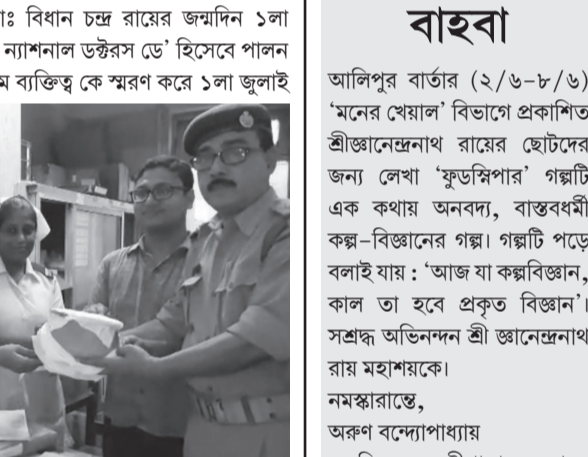 াঃ বিধান চন্দ্র রায়ের জন্মদিন ১লা
ন্যাশনাল ডক্টরস ডে' হিসেবে পালন
ম ব্যক্তিত্ব কে স্মরণ করে ১লা জুলাই
বাহবা
আলিপুর বার্তার (২/৬-৮/৬)
'মনের খেয়াল' বিভাগে প্রকাশিত
শ্রীজ্ঞানেন্দ্রনাথ রায়ের ছোটদের
জন্য লেখা 'ফুডস্নিপার' গল্পটি
এক কথায় অনবদ্য, বাস্তবধর্মী
কল্প-বিজ্ঞানের গল্প। গল্পটি পড়ে
বলাই যায় : 'আজ যা কল্পবিজ্ঞান,
কাল তা হবে প্রকৃত বিজ্ঞান'।
সশ্রদ্ধ অভিনন্দন শ্রী জ্ঞানেন্দ্রনাথ
রায় মহাশয়কে।
নমস্কারান্তে,
অরুণ বন্দ্যোপাধ্যায়